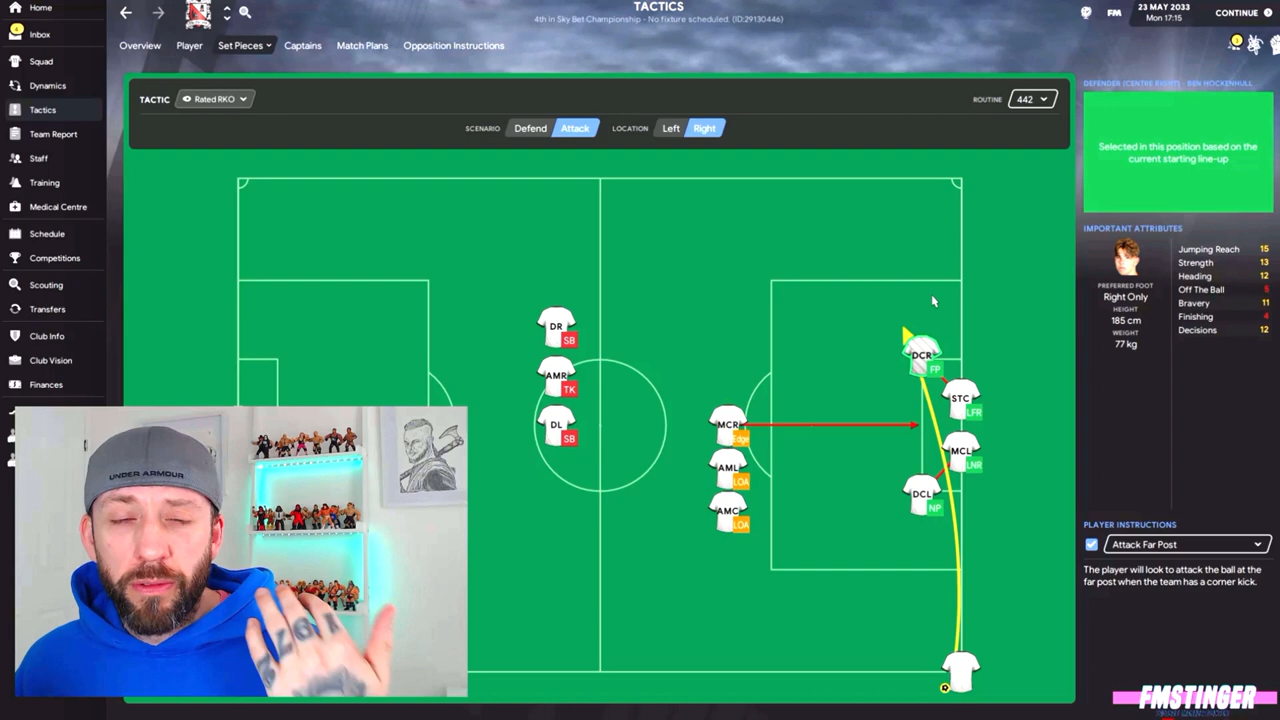 Home
TACTICS
4th in Sky Bet Championship - No fixture scheduled. (ID:29130446)
FM
23 MAY 2033
Mon 17:15
CONTINUE
4
Inbox
Squad
Dynamics
Tactics
Team Report
Staff
Training
Medical Centre
Schedule
Competitions
Scouting
Transfers
Club Info
Club Vision
Finances
Overview
Player
Set Pieces
Captains
Match Plans
Opposition Instructions
TACTIC
Rated RKO
ROUTINE
442
SCENARIO
Defend
Attack
LOCATION
Left
Right
DR
SB
AMR
TK
DL
SB
MCR
Edge
AML
LOA
AMC
LOA
DCR
FP
STC
LFR
MCL
LNR
DCL
NP
DEFENDER (CENTRE RIGHT) - BEN HOCKENHULL
Selected in this position based on the
current starting line-up
IMPORTANT ATTRIBUTES
PREFERRED FOOT
Right Only
HEIGHT
185 cm
WEIGHT
77 kg
Jumping Reach 15
Strength 13
Heading 12
Off The Ball 5
Bravery 11
Finishing 4
Decisions 12
PLAYER INSTRUCTIONS
Attack Far Post
The player will look to attack the ball at the
far post when the team has a corner kick.
UNDER ARMOUR
FMSTINGER